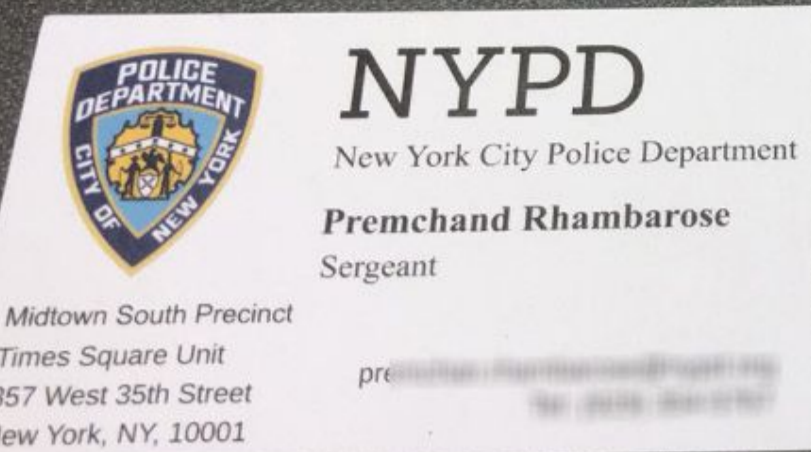 POLICE
DEPARTMENT
CITY OF
NEW YORK
NYPD
New York City Police Department
Premchand Rhambarose
Sergeant
Midtown South Precinct
Times Square Unit
357 West 35th Street
New York, NY, 10001
pre